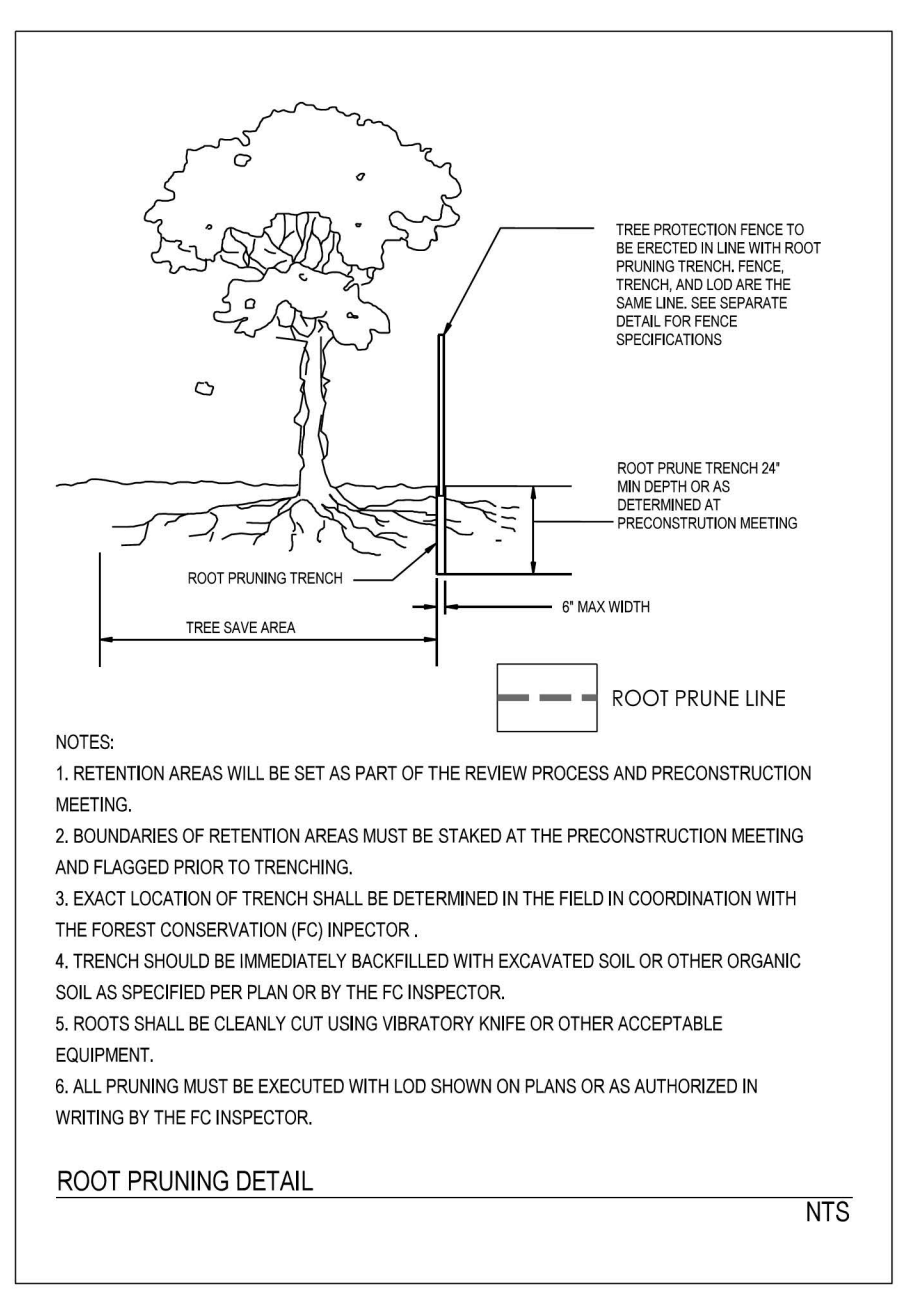 TREE PROTECTION FENCE TO
BE ERECTED IN LINE WITH ROOT
PRUNING TRENCH. FENCE,
TRENCH, AND LOD ARE THE
SAME LINE. SEE SEPARATE
DETAIL FOR FENCE
SPECIFICATIONS
ROOT PRUNE TRENCH 24"
MIN DEPTH OR AS
DETERMINED AT
PRECONSTRUTION MEETING
ROOT PRUNING TRENCH
6" MAX WIDTH
TREE SAVE AREA
ROOT PRUNE LINE
NOTES:
1. RETENTION AREAS WILL BE SET AS PART OF THE REVIEW PROCESS AND PRECONSTRUCTION
MEETING.
2. BOUNDARIES OF RETENTION AREAS MUST BE STAKED AT THE PRECONSTRUCTION MEETING
AND FLAGGED PRIOR TO TRENCHING.
3. EXACT LOCATION OF TRENCH SHALL BE DETERMINED IN THE FIELD IN COORDINATION WITH
THE FOREST CONSERVATION (FC) INPECTOR .
4. TRENCH SHOULD BE IMMEDIATELY BACKFILLED WITH EXCAVATED SOIL OR OTHER ORGANIC
SOIL AS SPECIFIED PER PLAN OR BY THE FC INSPECTOR.
5. ROOTS SHALL BE CLEANLY CUT USING VIBRATORY KNIFE OR OTHER ACCEPTABLE
EQUIPMENT.
6. ALL PRUNING MUST BE EXECUTED WITH LOD SHOWN ON PLANS OR AS AUTHORIZED IN
WRITING BY THE FC INSPECTOR.
ROOT PRUNING DETAIL
NTS